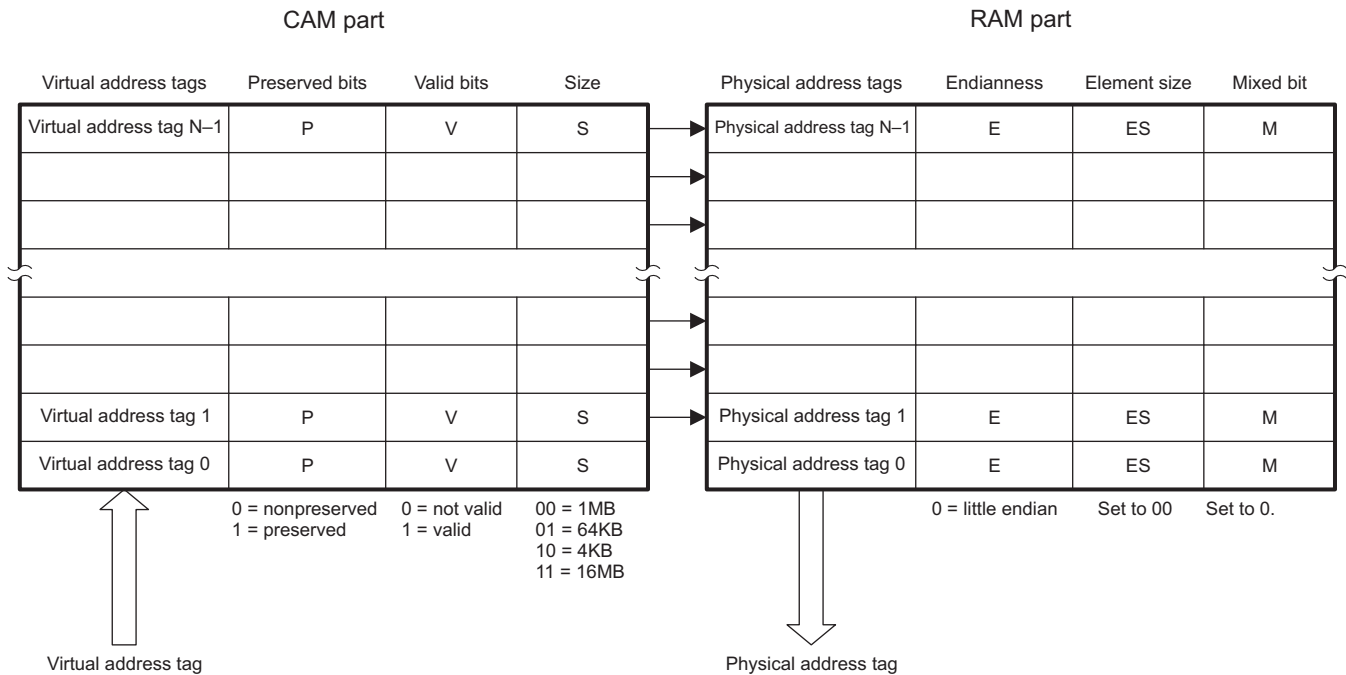 CAM part
RAM part
Virtual address tags Preserved bits Valid bits Size
Physical address tags Endianness Element size Mixed bit
Virtual address tag N–1 P V S
Physical address tag N–1 E ES M
Virtual address tag 1 P V S
Physical address tag 1 E ES M
Virtual address tag 0 P V S
Physical address tag 0 E ES M
0 = nonpreserved
1 = preserved
0 = not valid
1 = valid
00 = 1MB
01 = 64KB
10 = 4KB
11 = 16MB
0 = little endian
Set to 00
Set to 0.
Virtual address tag
Physical address tag